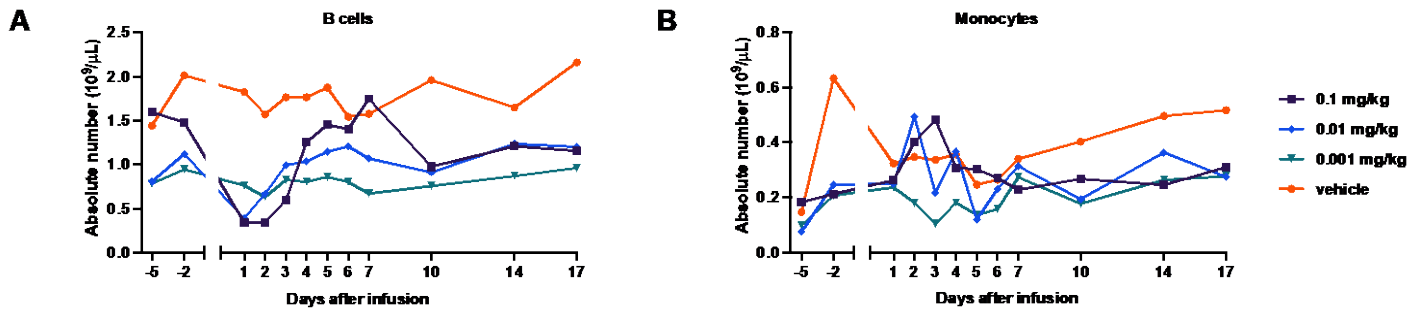 A
B cells
Absolute number (10⁹/μL)
2.5
2.0
1.5
1.0
0.5
0.0
-5 -2 1 2 3 4 5 6 7 10 14 17
Days after infusion
B
Monocytes
Absolute number (10⁹/μL)
0.8
0.6
0.4
0.2
0.0
-5 -2 1 2 3 4 5 6 7 10 14 17
Days after infusion
0.1 mg/kg
0.01 mg/kg
0.001 mg/kg
vehicle